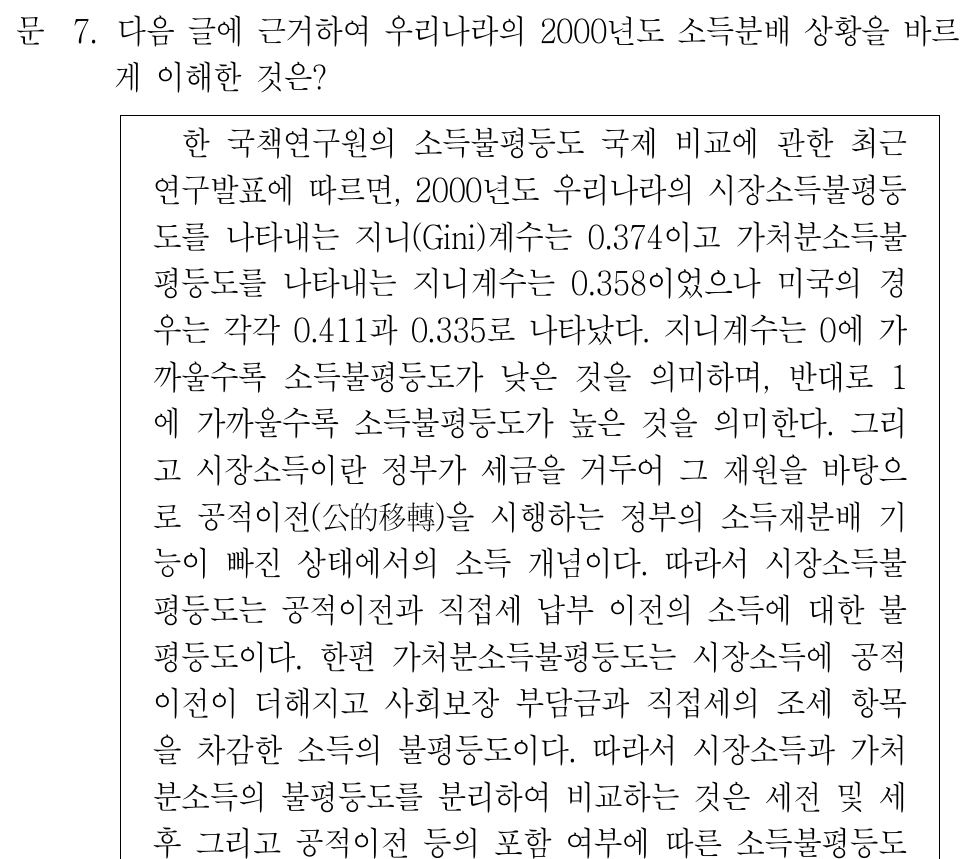 문 7. 다음 글에 근거하여 우리나라의 2000년도 소득분배 상황을 바르
게 이해한 것은?
한 국책연구원의 소득불평등도 국제 비교에 관한 최근
연구발표에 따르면, 2000년도 우리나라의 시장소득불평등
도를 나타내는 지니(Gini)계수는 0.374이고 가처분소득불
평등도를 나타내는 지니계수는 0.358이었으나 미국의 경
우는 각각 0.411과 0.335로 나타났다. 지니계수는 0에 가
까울수록 소득불평등도가 낮은 것을 의미하며, 반대로 1
에 가까울수록 소득불평등도가 높은 것을 의미한다. 그리
고 시장소득이란 정부가 세금을 거두어 그 재원을 바탕으
로 공적이전(公的移轉)을 시행하는 정부의 소득재분배 기
능이 빠진 상태에서의 소득 개념이다. 따라서 시장소득불
평등도는 공적이전과 직접세 납부 이전의 소득에 대한 불
평등도이다. 한편 가처분소득불평등도는 시장소득에 공적
이전이 더해지고 사회보장 부담금과 직접세의 조세 항목
을 차감한 소득의 불평등도이다. 따라서 시장소득과 가처
분소득의 불평등도를 분리하여 비교하는 것은 세전 및 세
후 그리고 공적이전 등의 포함 여부에 따른 소득불평등도